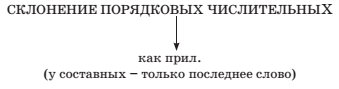 СКЛОНЕНИЕ ПОРЯДКОВЫХ ЧИСЛИТЕЛЬНЫХ
как прил.
(у составных – только последнее слово)